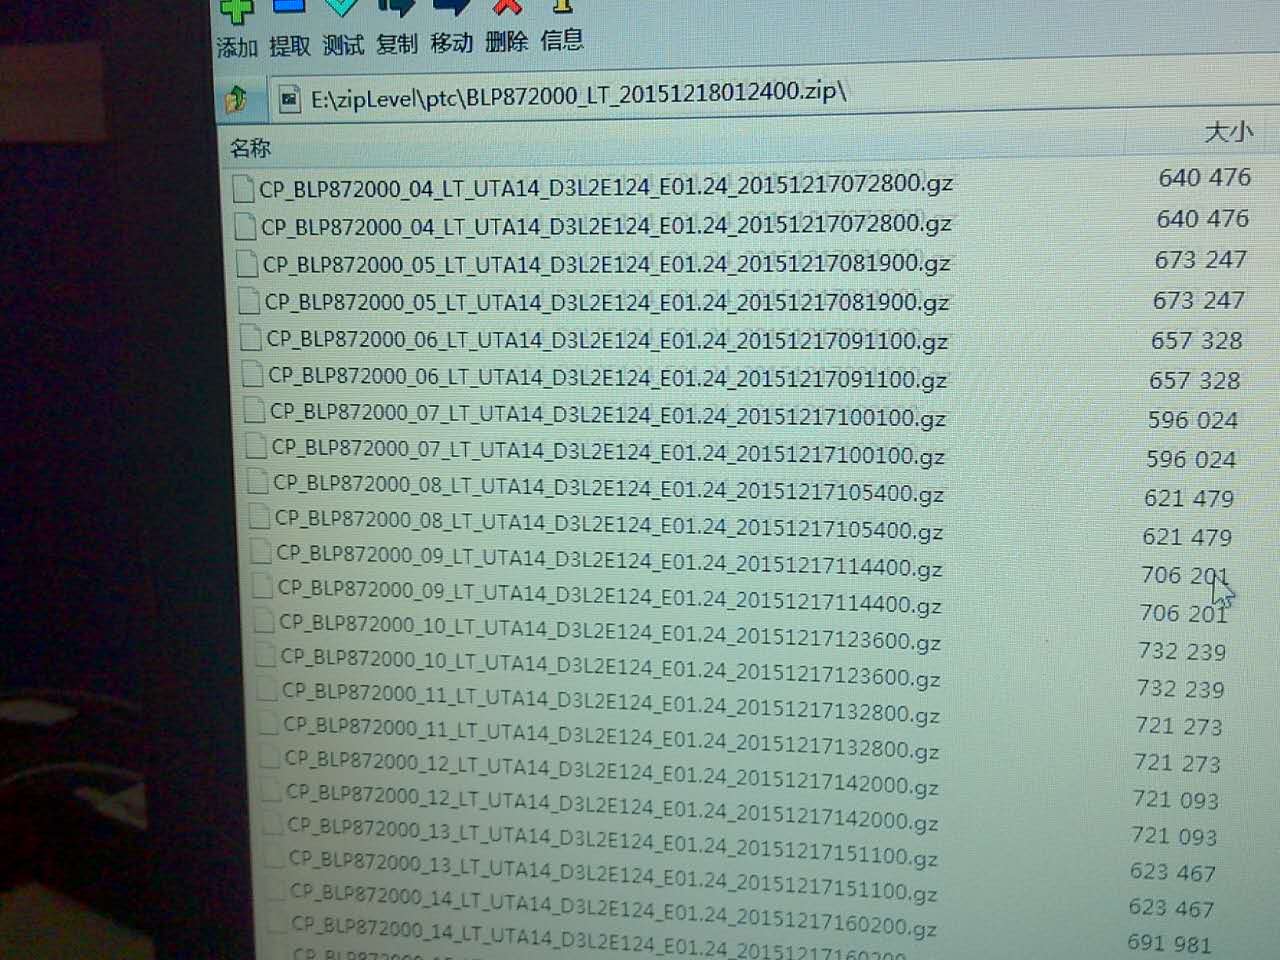 添加 提取 测试 复制 移动 删除 信息
E:\zipLevel\ptc\BLP872000_LT_20151218012400.zip\
名称 大小
CP_BLP872000_04_LT_UTA14_D3L2E124_E01.24_20151217072800.gz 640 476
CP_BLP872000_04_LT_UTA14_D3L2E124_E01.24_20151217072800.gz 640 476
CP_BLP872000_05_LT_UTA14_D3L2E124_E01.24_20151217081900.gz 673 247
CP_BLP872000_05_LT_UTA14_D3L2E124_E01.24_20151217081900.gz 673 247
CP_BLP872000_06_LT_UTA14_D3L2E124_E01.24_20151217091100.gz 657 328
CP_BLP872000_06_LT_UTA14_D3L2E124_E01.24_20151217091100.gz 657 328
CP_BLP872000_07_LT_UTA14_D3L2E124_E01.24_20151217100100.gz 596 024
CP_BLP872000_07_LT_UTA14_D3L2E124_E01.24_20151217100100.gz 596 024
CP_BLP872000_08_LT_UTA14_D3L2E124_E01.24_20151217105400.gz 621 479
CP_BLP872000_08_LT_UTA14_D3L2E124_E01.24_20151217105400.gz 621 479
CP_BLP872000_09_LT_UTA14_D3L2E124_E01.24_20151217114400.gz 706 201
CP_BLP872000_09_LT_UTA14_D3L2E124_E01.24_20151217114400.gz 706 201
CP_BLP872000_10_LT_UTA14_D3L2E124_E01.24_20151217123600.gz 732 239
CP_BLP872000_10_LT_UTA14_D3L2E124_E01.24_20151217123600.gz 732 239
CP_BLP872000_11_LT_UTA14_D3L2E124_E01.24_20151217132800.gz 721 273
CP_BLP872000_11_LT_UTA14_D3L2E124_E01.24_20151217132800.gz 721 273
CP_BLP872000_12_LT_UTA14_D3L2E124_E01.24_20151217142000.gz 721 093
CP_BLP872000_12_LT_UTA14_D3L2E124_E01.24_20151217142000.gz 721 093
CP_BLP872000_13_LT_UTA14_D3L2E124_E01.24_20151217151100.gz 623 467
CP_BLP872000_13_LT_UTA14_D3L2E124_E01.24_20151217151100.gz 623 467
CP_BLP872000_14_LT_UTA14_D3L2E124_E01.24_20151217160200.gz 691 981
CP_BLP872000_14_LT_UTA14_D3L2E124_E01.24_20151217160200